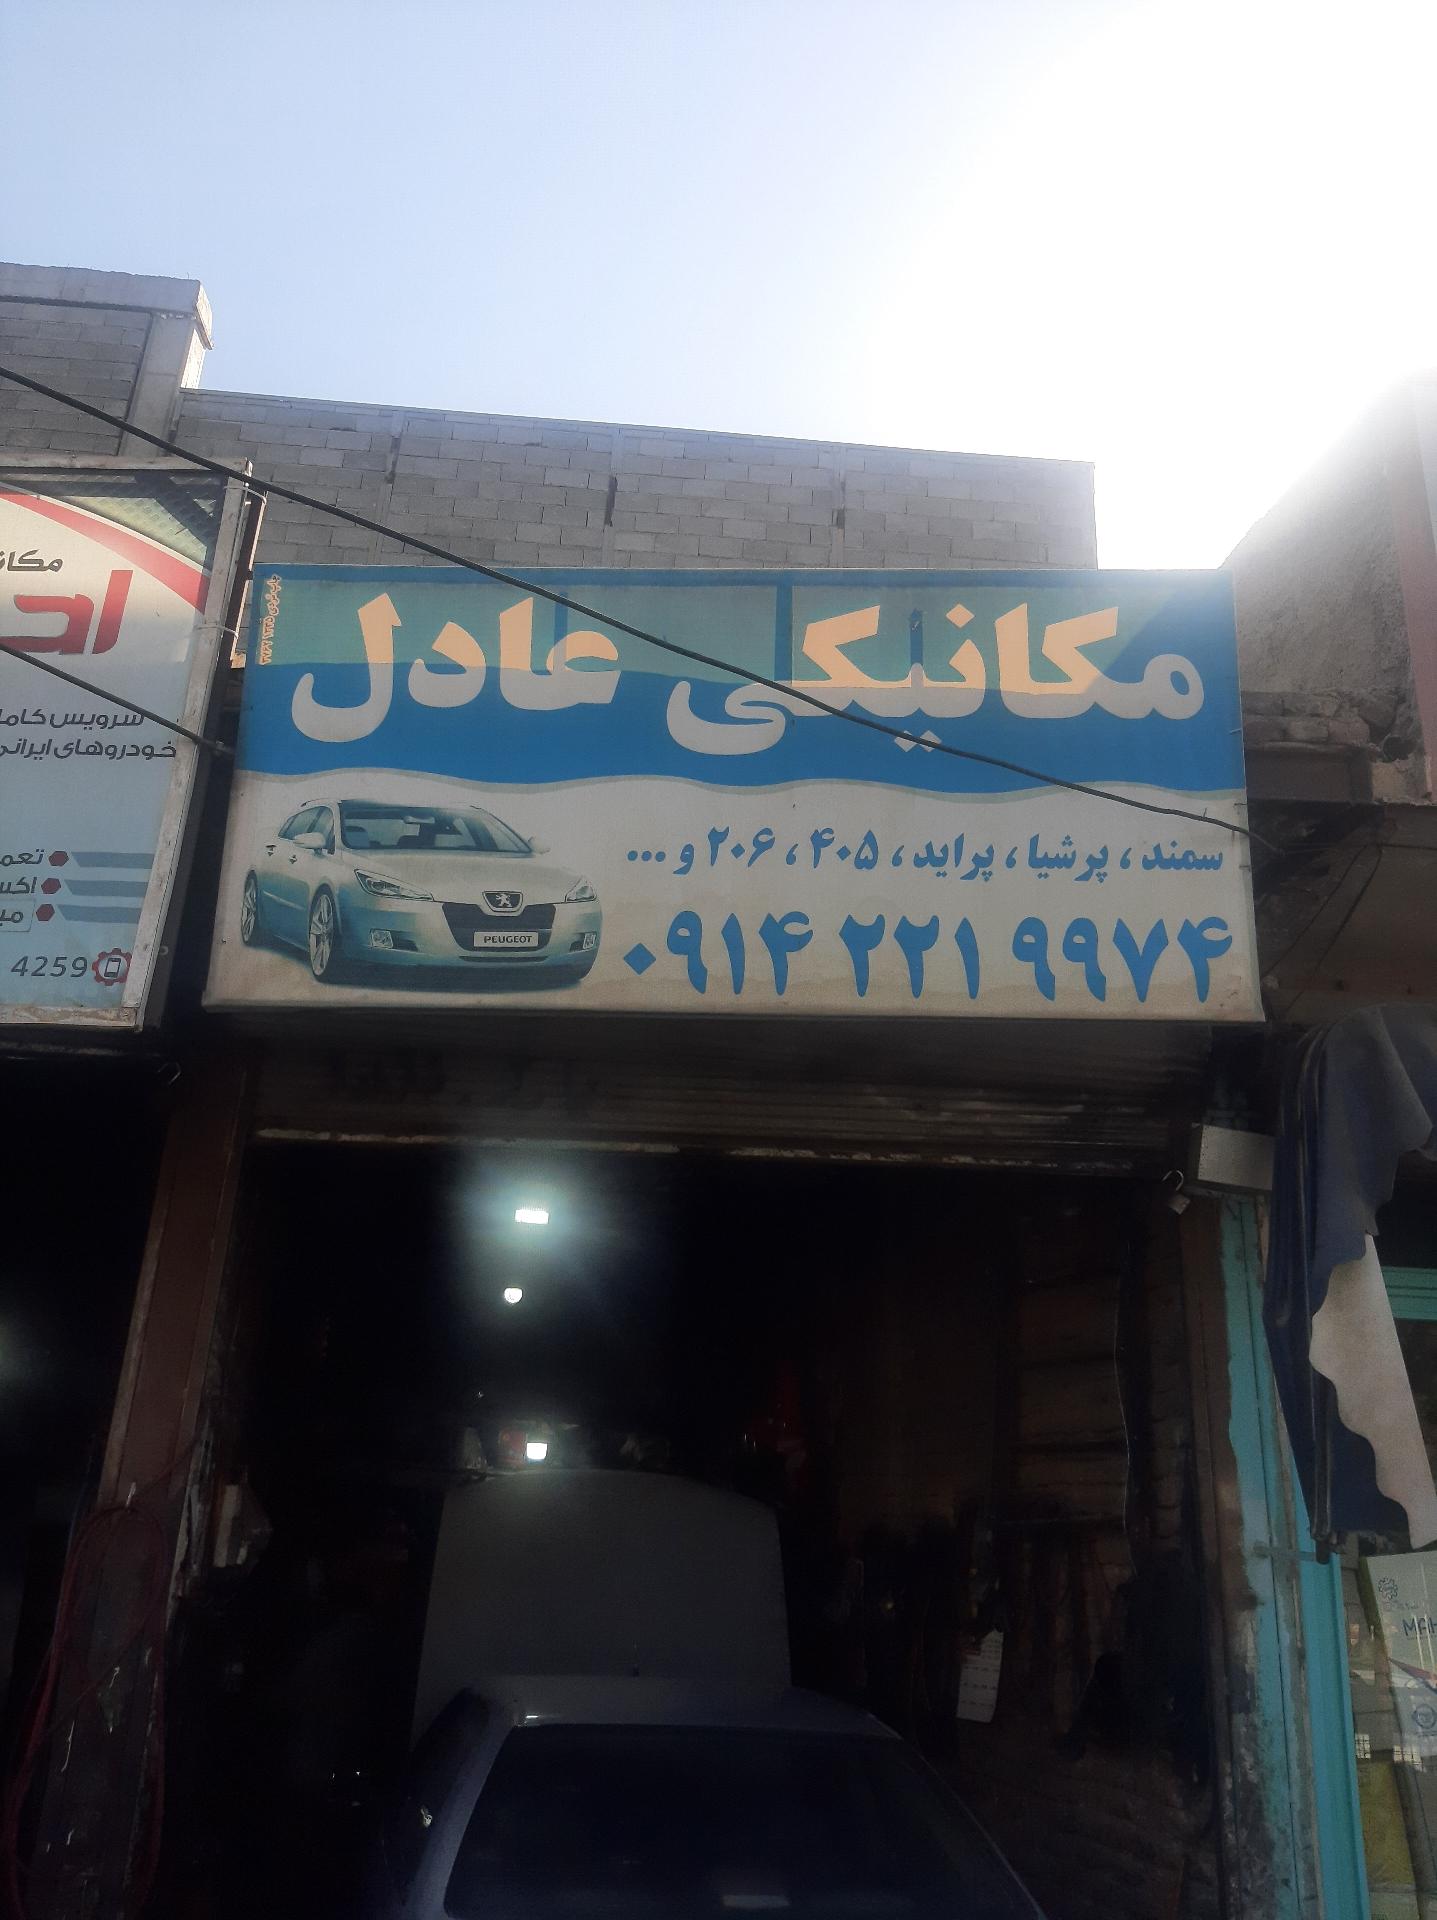 مکانیکی عادل
سمند ، پرشیا ، پراید ، ۴۰۵ ، ۲۰۶ و ...
۰۹۱۴ ۲۲۱ ۹۹۷۴
PEUGEOT
سرویس کامل
خودروهای ایرانی
4259